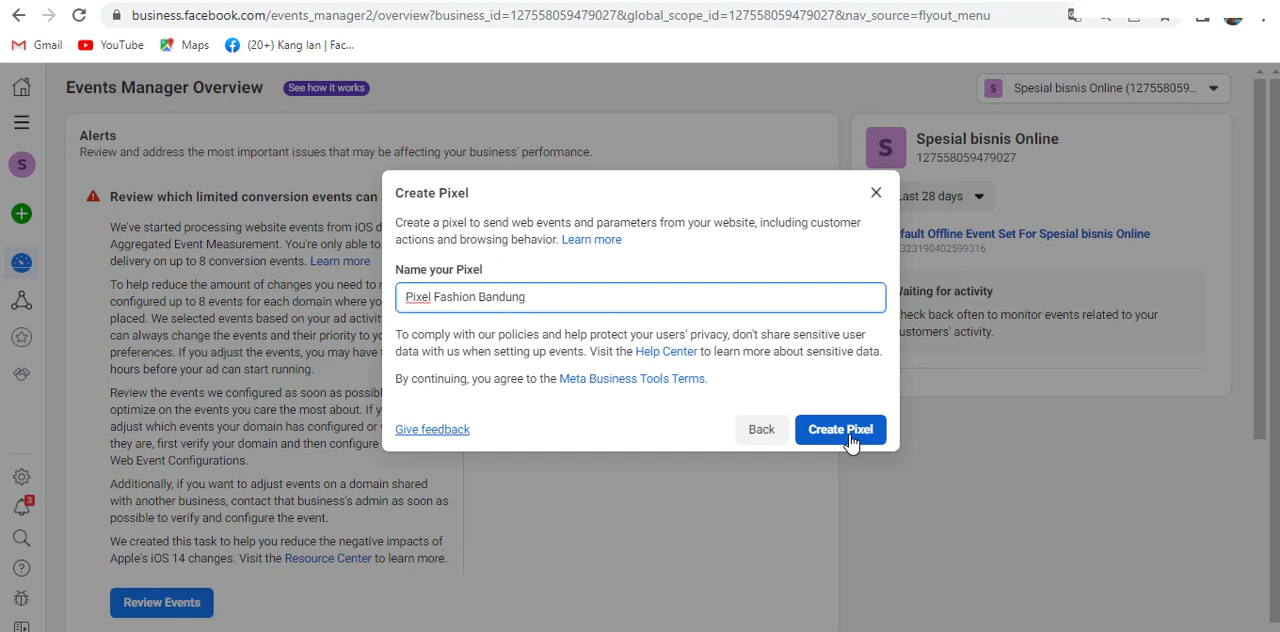 business.facebook.com/events_manager2/overview?business_id=127558059479027&global_scope_id=127558059479027&nav_source=flyout_menu
Gmail YouTube Maps (20+) Kang Ian | Fac...
Events Manager Overview See how it works
S Spesial bisnis Online (127558059...
Alerts
Review and address the most important issues that may be affecting your business' performance.
S
Spesial bisnis Online
127558059479027
S
Review which limited conversion events can
Last 28 days
We've started processing website events from iOS d
Aggregated Event Measurement. You're only able to
delivery on up to 8 conversion events. Learn more
To help reduce the amount of changes you need to
configured up to 8 events for each domain where yo
placed. We selected events based on your ad activit
can always change the events and their priority to yo
preferences. If you adjust the events, you may have
hours before your ad can start running.
Review the events we configured as soon as possibl
optimize on the events you care the most about. If y
adjust which events your domain has configured or
they are, first verify your domain and then configure
Web Event Configurations.
Additionally, if you want to adjust events on a domain shared
with another business, contact that business's admin as soon as
possible to verify and configure the event.
We created this task to help you reduce the negative impacts of
Apple's iOS 14 changes. Visit the Resource Center to learn more.
Review Events
3
Create Pixel
Create a pixel to send web events and parameters from your website, including customer
actions and browsing behavior. Learn more
Name your Pixel
Pixel Fashion Bandung
To comply with our policies and help protect your users' privacy, don't share sensitive user
data with us when setting up events. Visit the Help Center to learn more about sensitive data.
By continuing, you agree to the Meta Business Tools Terms.
Give feedback Back Create Pixel
fault Offline Event Set For Spesial bisnis Online
323190402599316
Vaiting for activity
heck back often to monitor events related to your
ustomers' activity.